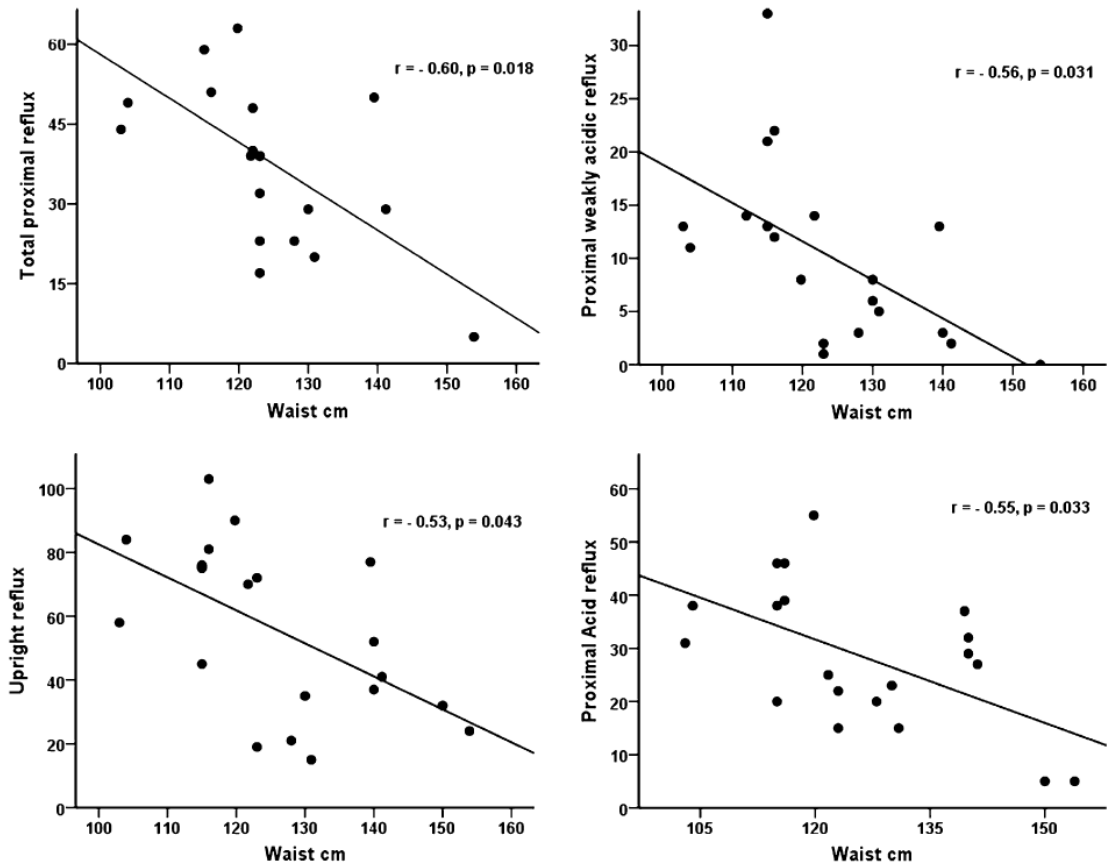 Total proximal reflux
60
45
30
15
0
r = - 0.60, p = 0.018
100 110 120 130 140 150 160
Waist cm
Proximal weakly acidic reflux
30
25
20
15
10
5
0
r = - 0.56, p = 0.031
100 110 120 130 140 150 160
Waist cm
Upright reflux
100
80
60
40
20
0
r = - 0.53, p = 0.043
100 110 120 130 140 150 160
Waist cm
Proximal Acid reflux
60
50
40
30
20
10
0
r = - 0.55, p = 0.033
105 120 135 150
Waist cm